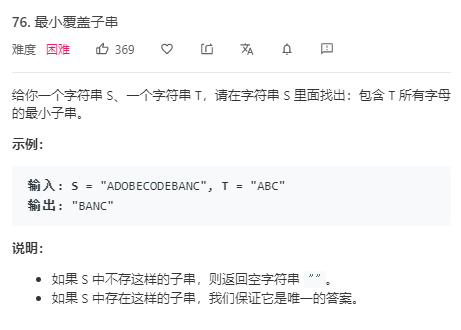 76. 最小覆盖子串
难度 困难 369
给你一个字符串 S、一个字符串 T，请在字符串 S 里面找出：包含 T 所有字母
的最小子串。
示例：
输入: S = "ADOBECODEBANC", T = "ABC"
输出: "BANC"
说明：
• 如果 S 中不存这样的子串，则返回空字符串 ""。
• 如果 S 中存在这样的子串，我们保证它是唯一的答案。